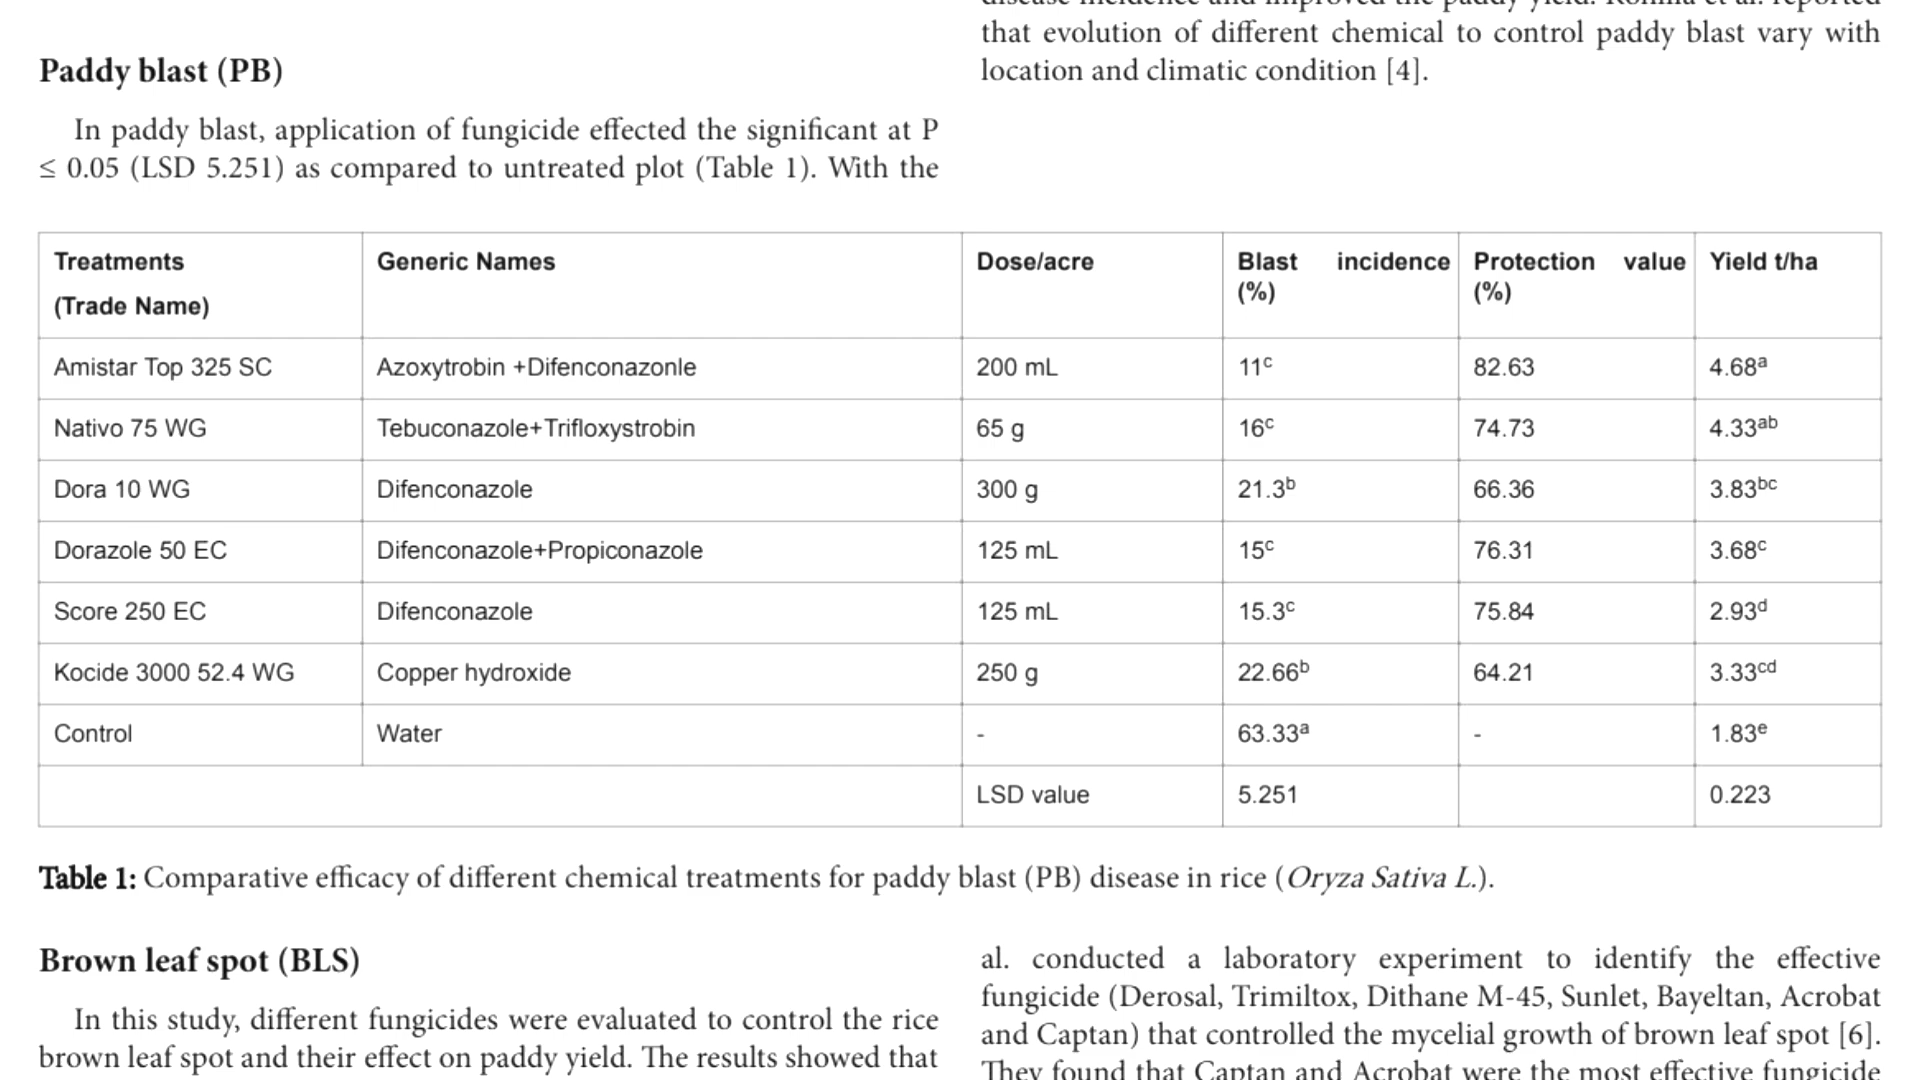 disease incidence and improved the paddy yield. Kohilia et al. reported
that evolution of different chemical to control paddy blast vary with
location and climatic condition [4].
Paddy blast (PB)
In paddy blast, application of fungicide effected the significant at P
≤ 0.05 (LSD 5.251) as compared to untreated plot (Table 1). With the
Treatments (Trade Name) Generic Names Dose/acre Blast incidence (%) Protection value (%) Yield t/ha
Amistar Top 325 SC Azoxytrobin +Difenconazonle 200 mL 11ᶜ 82.63 4.68ᵃ
Nativo 75 WG Tebuconazole+Trifloxystrobin 65 g 16ᶜ 74.73 4.33ᵃᵇ
Dora 10 WG Difenconazole 300 g 21.3ᵇ 66.36 3.83ᵇᶜ
Dorazole 50 EC Difenconazole+Propiconazole 125 mL 15ᶜ 76.31 3.68ᶜ
Score 250 EC Difenconazole 125 mL 15.3ᶜ 75.84 2.93ᵈ
Kocide 3000 52.4 WG Copper hydroxide 250 g 22.66ᵇ 64.21 3.33ᶜᵈ
Control Water - 63.33ᵃ - 1.83ᵉ
LSD value 5.251 0.223
Table 1: Comparative efficacy of different chemical treatments for paddy blast (PB) disease in rice (Oryza Sativa L.).
Brown leaf spot (BLS)
In this study, different fungicides were evaluated to control the rice
brown leaf spot and their effect on paddy yield. The results showed that
al. conducted a laboratory experiment to identify the effective
fungicide (Derosal, Trimiltox, Dithane M-45, Sunlet, Bayeltan, Acrobat
and Captan) that controlled the mycelial growth of brown leaf spot [6].
They found that Captan and Acrobat were the most effective fungicide